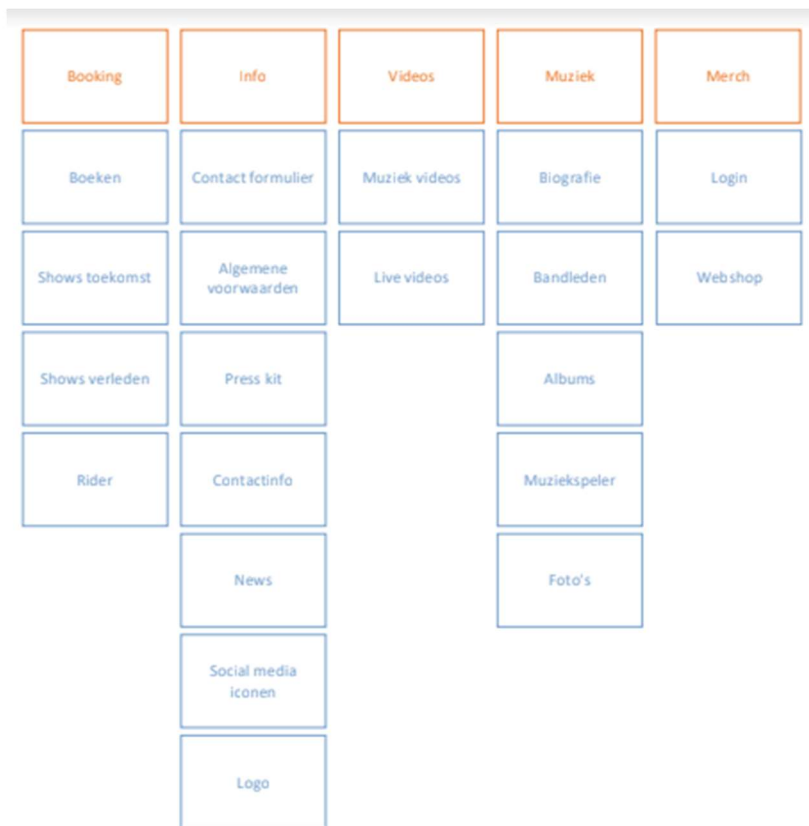 Booking
Info
Videos
Muziek
Merch
Boeken
Contact formulier
Muziek videos
Biografie
Login
Shows toekomst
Algemene
voorwaarden
Live videos
Bandleden
Webshop
Shows verleden
Press kit
Albums
Rider
Contactinfo
Muziekspeler
News
Foto's
Social media
iconen
Logo